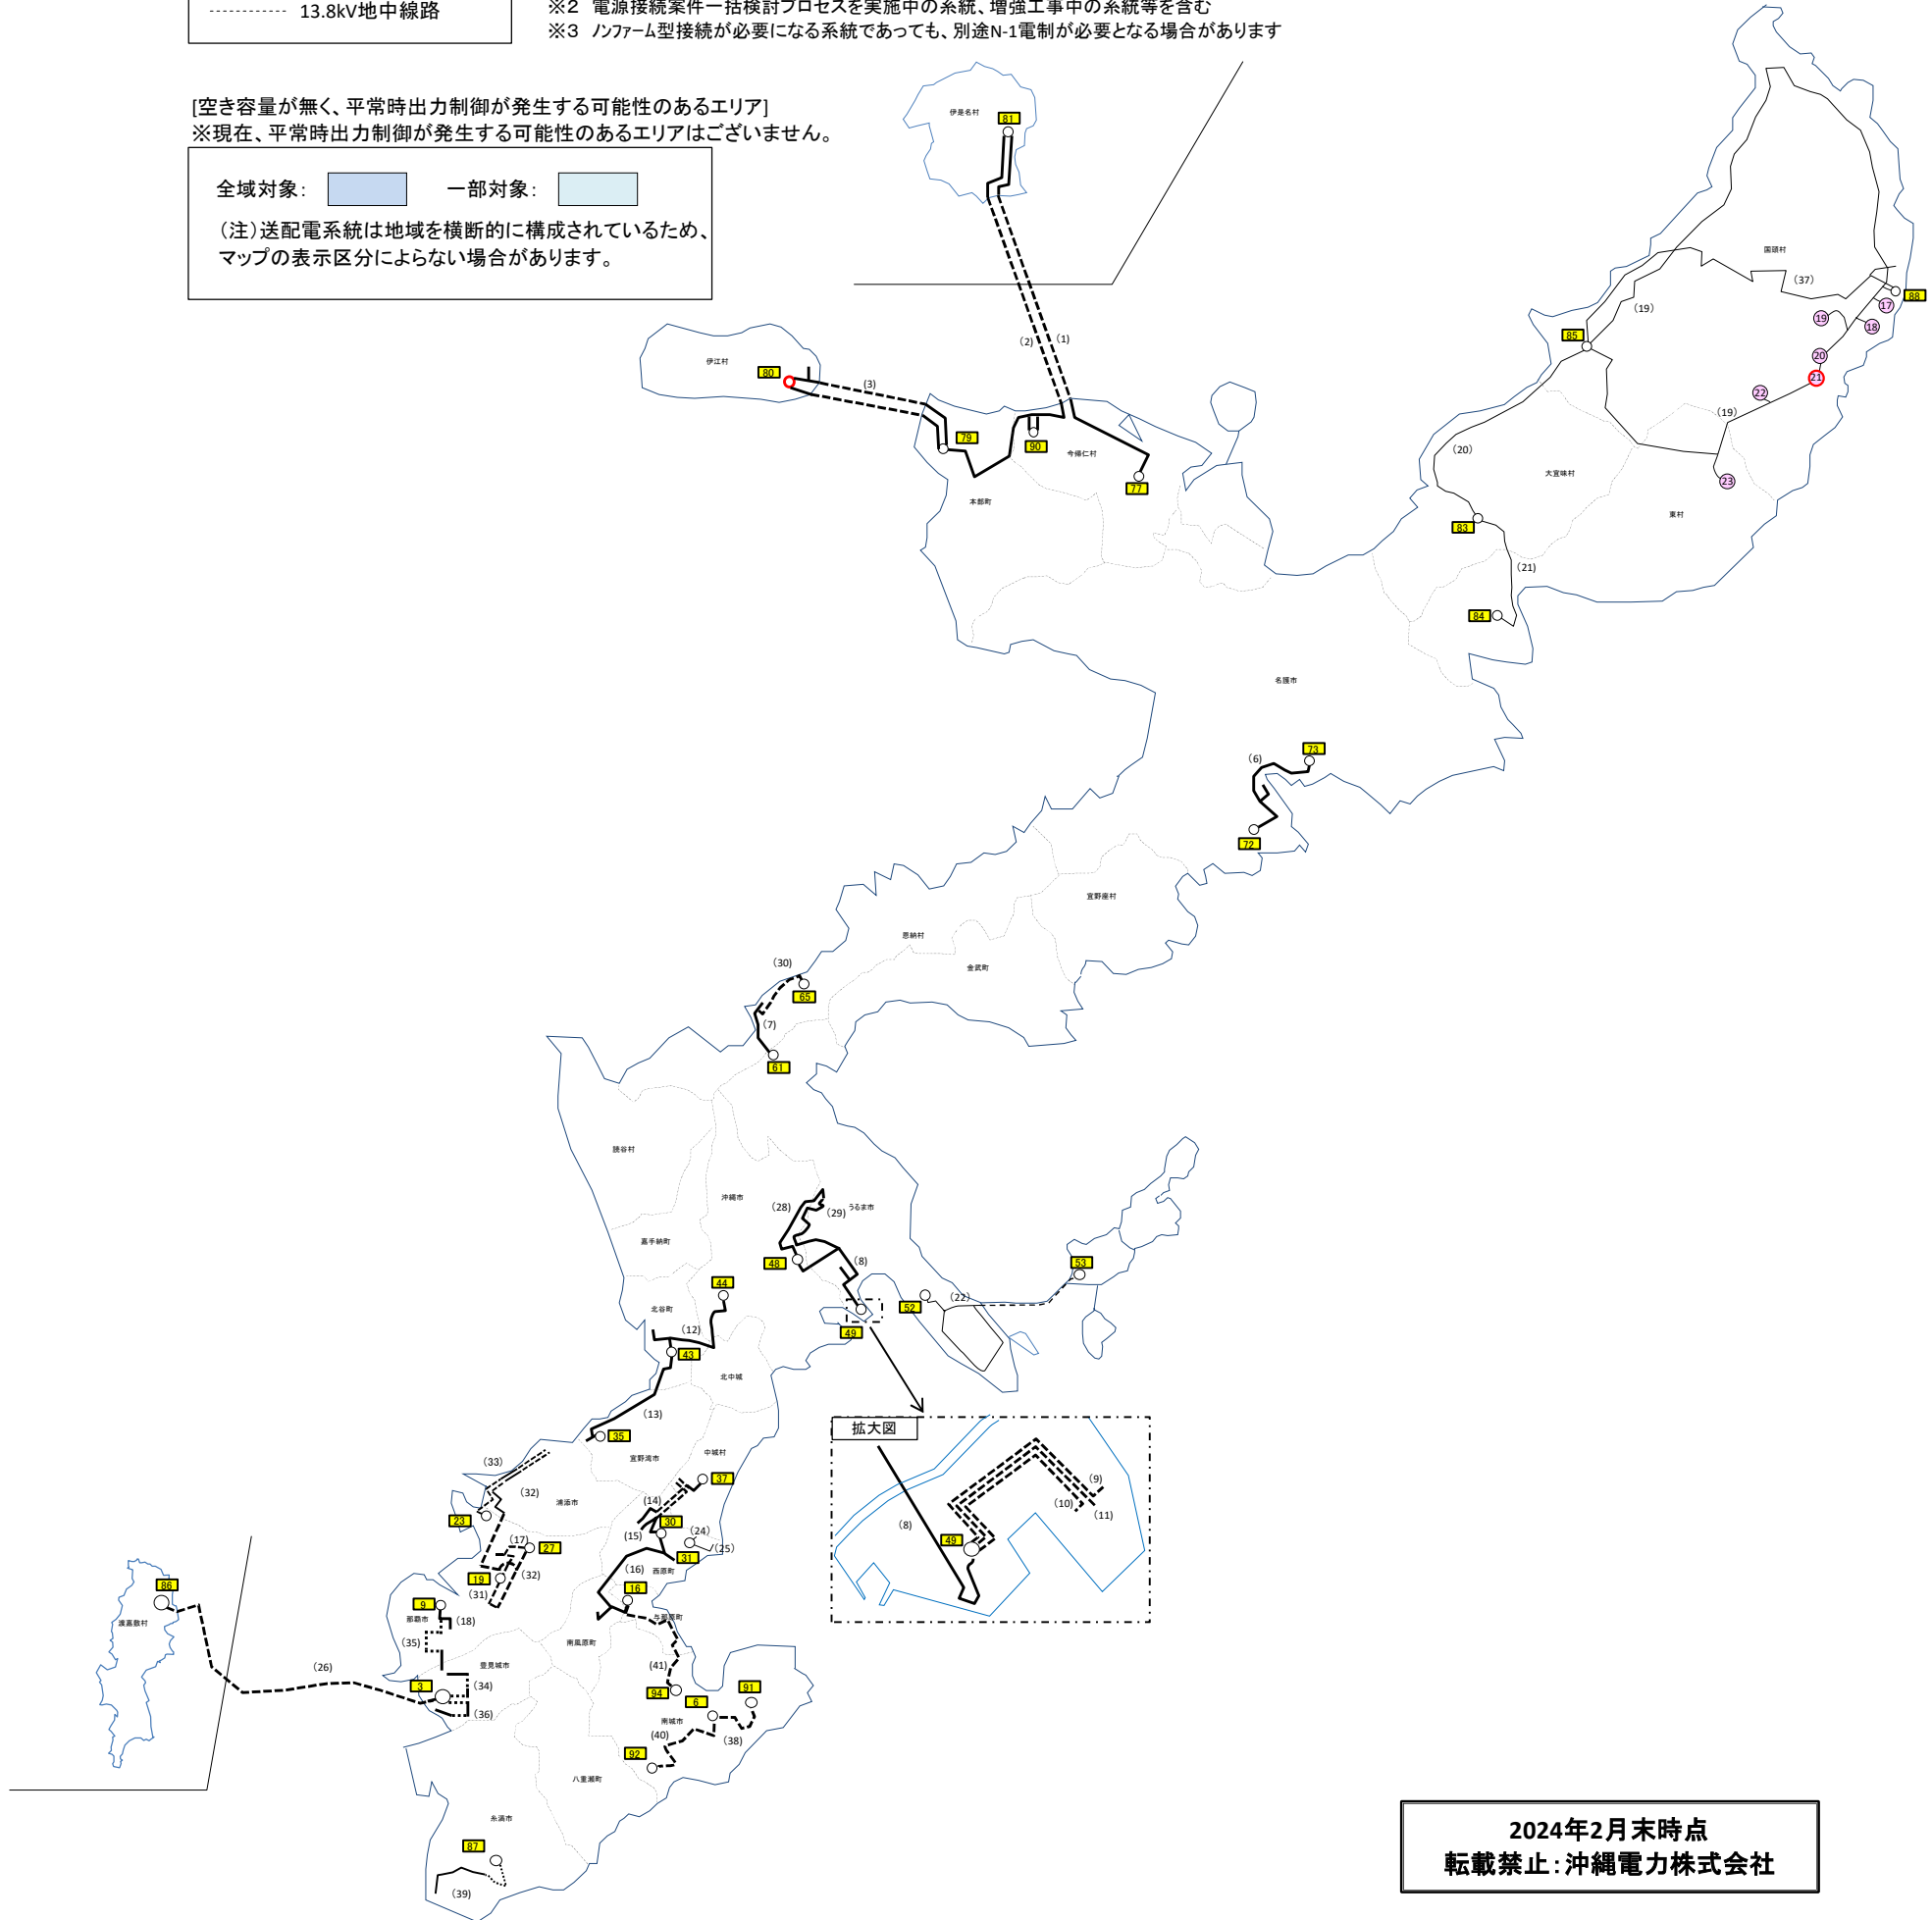 13.8kV地中線路
※2 電源接続案件一括検討プロセスを実施中の系統、増強工事中の系統等を含む
※3 ノンファーム型接続が必要になる系統であっても、別途N-1電制が必要となる場合があります
[空き容量が無く、平常時出力制御が発生する可能性のあるエリア]
※現在、平常時出力制御が発生する可能性のあるエリアはございません。
全域対象: 一部対象:
(注)送配電系統は地域を横断的に構成されているため、
マップの表示区分によらない場合があります。
伊是名村
81
国頭村
(37)
88
17
(19)
19
18
85
(2)
(1)
20
伊江村
80
(3)
21
22
(19)
79
90
今帰仁村
(20)
77
大宜味村
23
本部町
東村
83
(21)
84
名護市
73
(6)
72
宜野座村
恩納村
(30)
金武町
65
(7)
61
読谷村
沖縄市
(28)
(29)
うるま市
嘉手納町
48
(8)
53
44
52
(22)
北谷町
(12)
49
43
北中城
(13)
拡大図
35
宜野湾市
中城村
(33)
37
(9)
(32)
浦添市
(14)
(10)
(11)
23
30
(24)
(8)
(15)
(17)
27
49
(25)
31
(16)
西原町
19
(32)
86
(31)
16
9
那覇市
(18)
与那原町
渡嘉敷村
(35)
南風原町
(26)
豊見城市
(41)
3
(34)
94
6
91
(36)
南城市
(40)
(38)
92
八重瀬町
糸満市
87
(39)
2024年2月末時点
転載禁止:沖縄電力株式会社